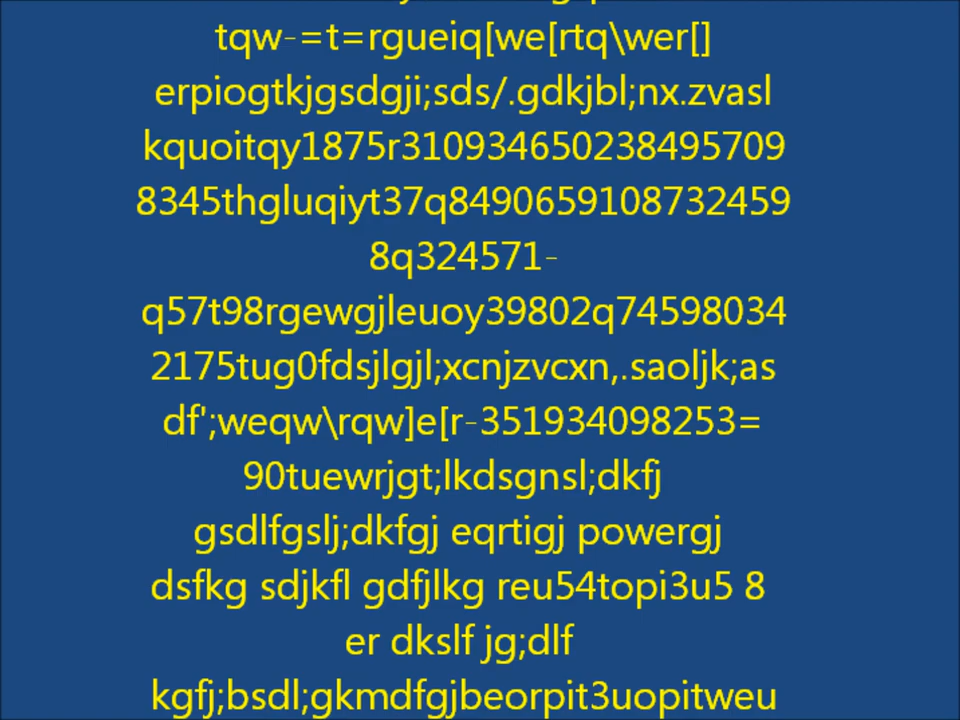 tqw-=t=rgueiq[we[rtq\wer[]
erpiogtkjgsdgji;sds/.gdkjbl;nx.zvasl
kquoitqy1875r310934650238495709
8345thgluqiyt37q8490659108732459
8q324571-
q57t98rgewgjleuoy39802q74598034
2175tug0fdsjlgjl;xcnjzvcxn,.saoljk;as
df';weqw\rqw]e[r-351934098253=
90tuewrjgt;lkdsgnsl;dkfj
gsdlfgslj;dkfgj eqrtigj powergj
dsfkg sdjkfl gdfjlkg reu54topi3u5 8
er dkslf jg;dlf
kgfj;bsdl;gkmdfgjbeorpit3uopitweu